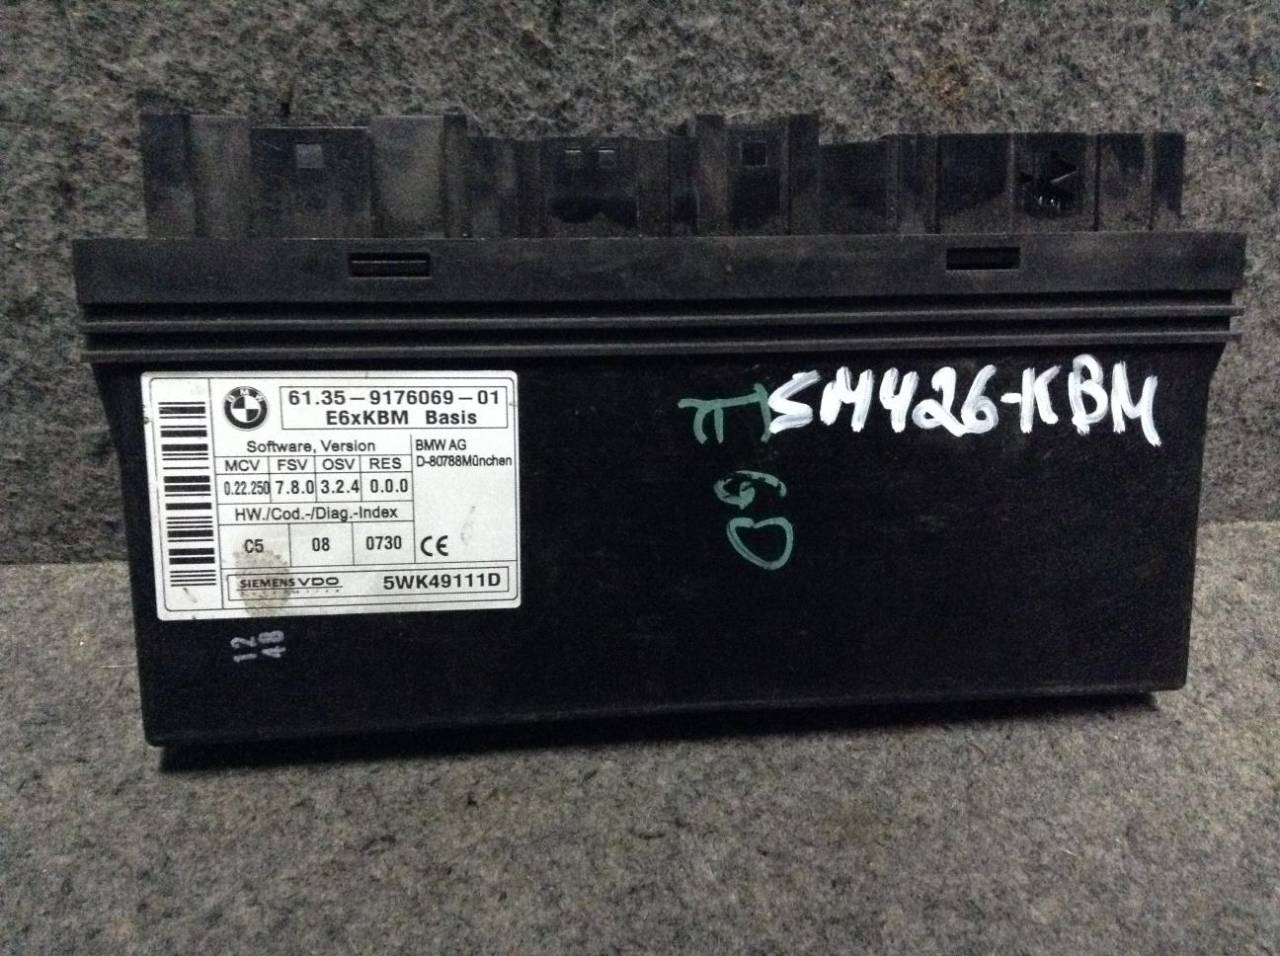 BMW
61.35-9176069-01
E6xKBM Basis
Software, Version
MCV FSV OSV RES
0.22.250 7.8.0 3.2.4 0.0.0
BMW AG
D-80788München
HW./Cod.-/Diag.-Index
C5 08 0730
CE
SIEMENS VDO
5WK49111D
12
48
SM426-KBM
E60